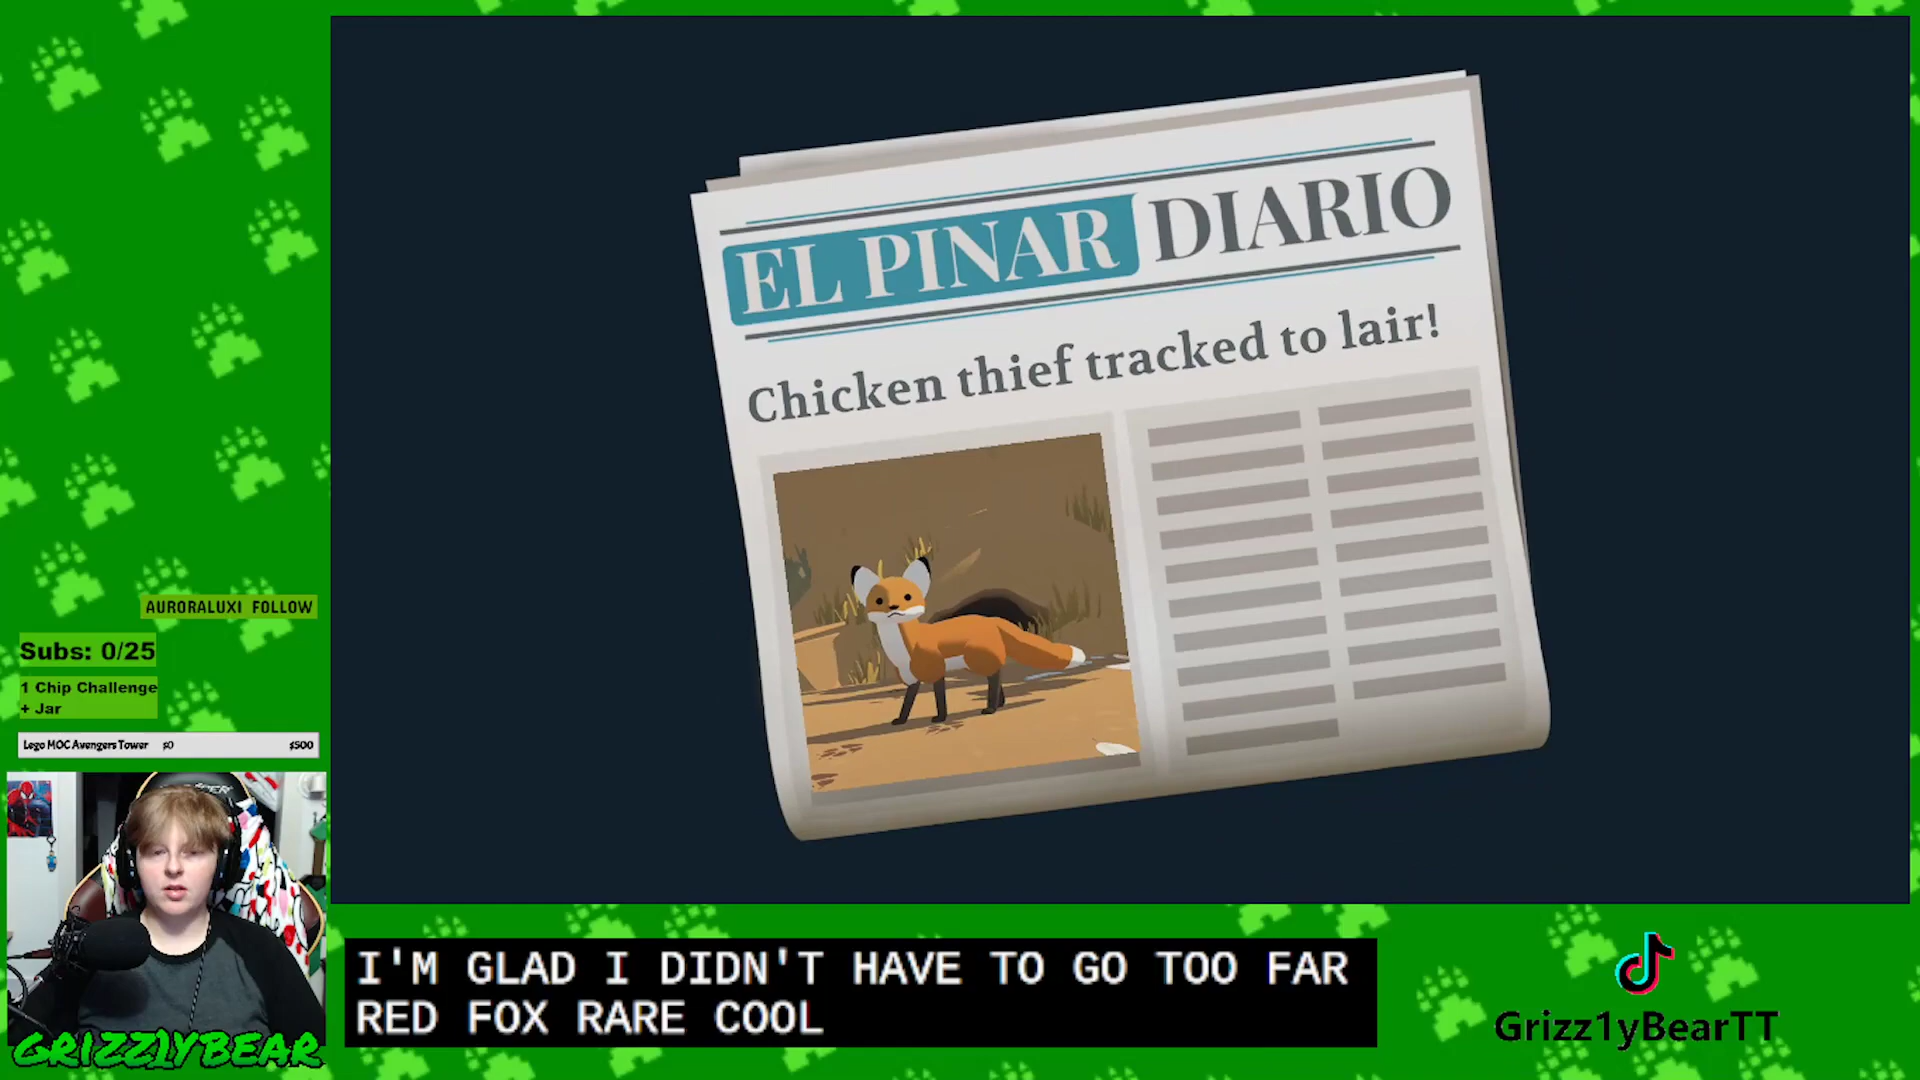 EL PINAR DIARIO
Chicken thief tracked to lair!
AURORALUXI FOLLOW
Subs: 0/25
1 Chip Challenge
+ Jar
Lego MOC Avengers Tower $0 $500
GRIZZ1YBEAR
I'M GLAD I DIDN'T HAVE TO GO TOO FAR
RED FOX RARE COOL
Grizz1yBearTT